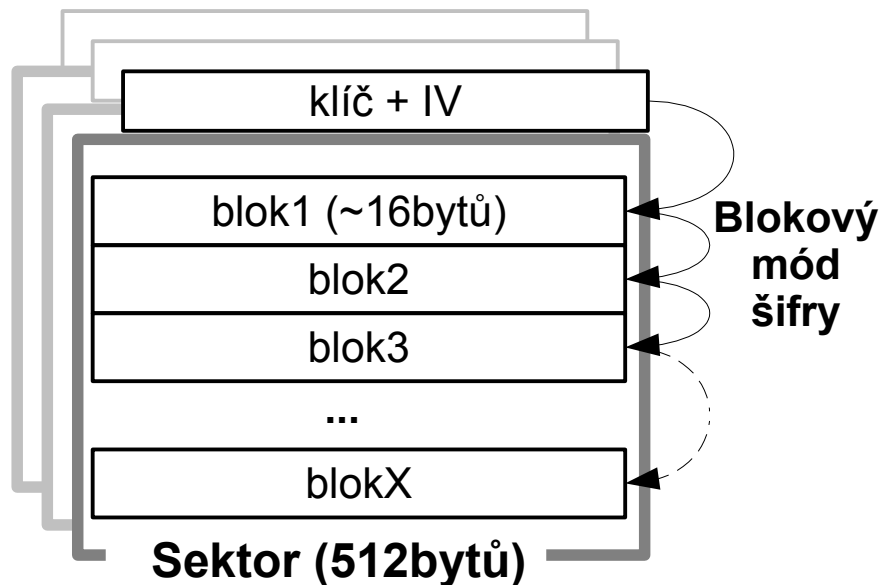 klíč + IV
blok1 (~16bytů)
blok2
blok3
...
blokX
Sektor (512bytů)
Blokový
mód
šifry